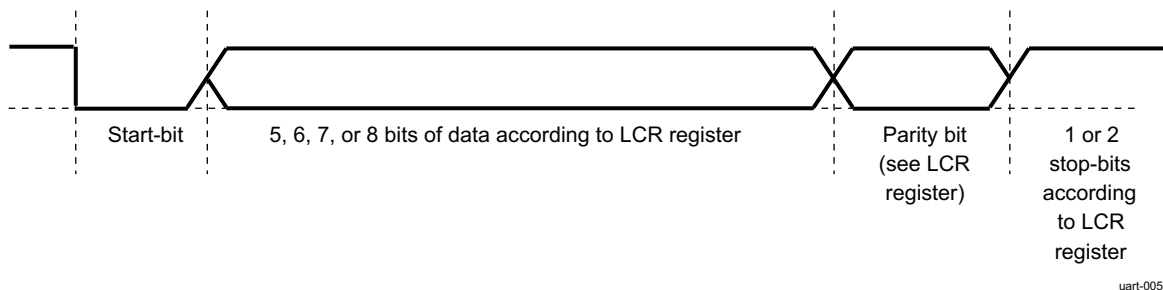 Start-bit
5, 6, 7, or 8 bits of data according to LCR register
Parity bit
(see LCR
register)
1 or 2
stop-bits
according
to LCR
register
uart-005